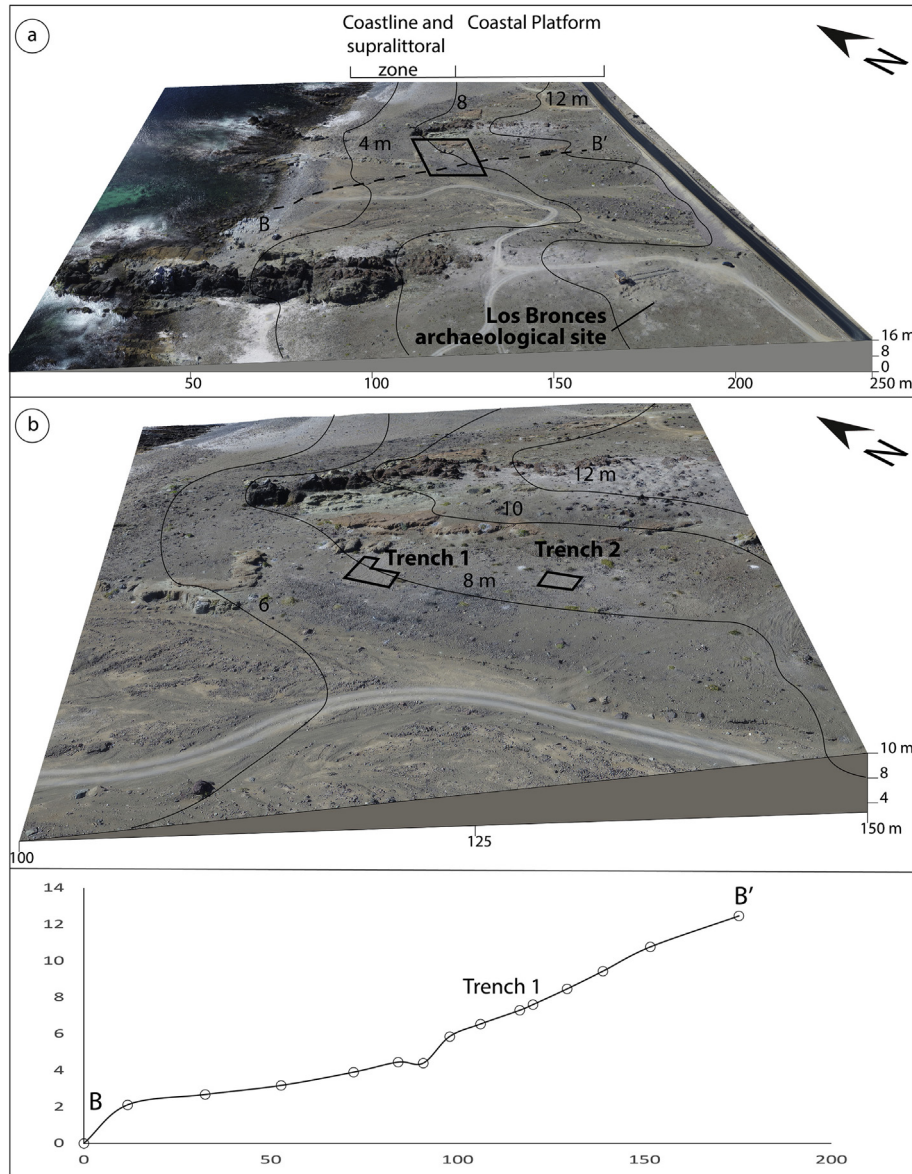 a
Coastline and
supralittoral
zone
Coastal Platform
N
8
12 m
4 m
B'
B
Los Bronces
archaeological site
16 m
8
0
50
100
150
200
250 m
b
N
12 m
10
Trench 1
Trench 2
8 m
6
10 m
8
4
100
125
150 m
14
12
10
8
6
4
2
0
B'
Trench 1
B
0
50
100
150
200